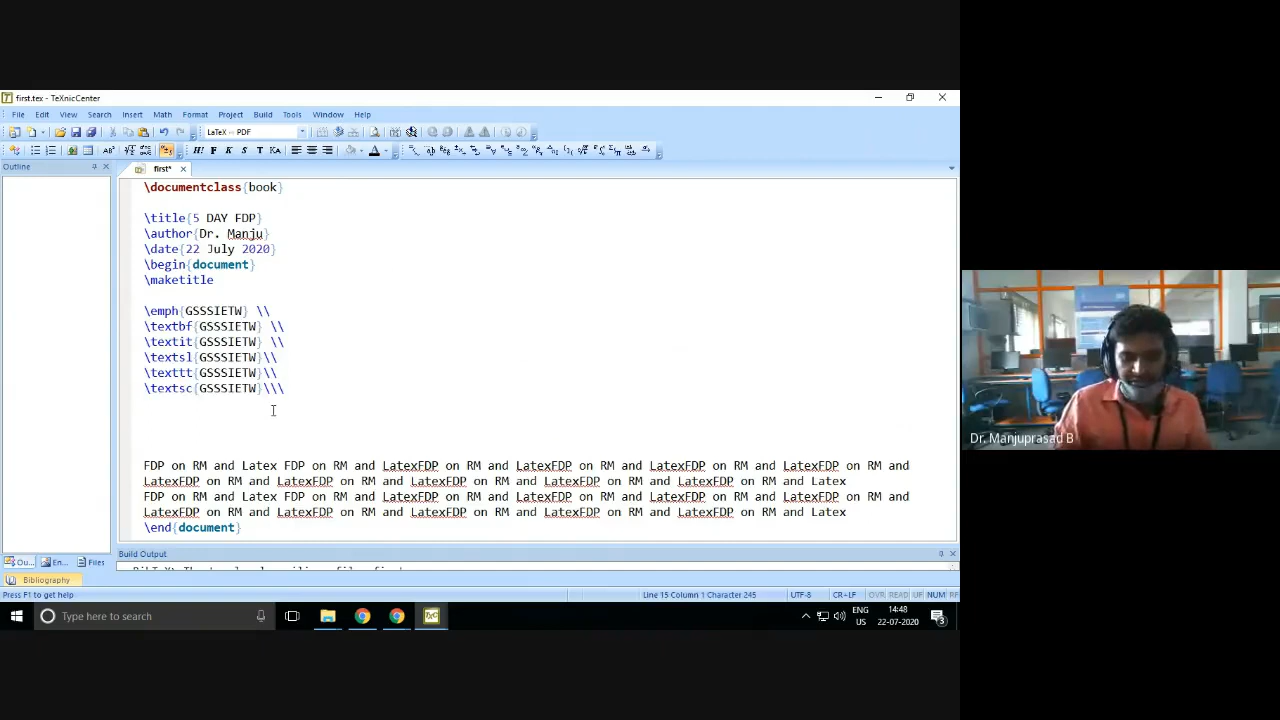 first.tex - TeXnicCenter
File Edit View Search Insert Math Format Project Build Tools Window Help
LaTeX -- PDF
Outline
first*
\documentclass{book}
\title{5 DAY FDP}
\author{Dr. Manju}
\date{22 July 2020}
\begin{document}
\maketitle
\emph{GSSSIETW} \\
\textbf{GSSSIETW} \\
\textit{GSSSIETW} \\
\textsl{GSSSIETW}\\
\texttt{GSSSIETW}\\
\textsc{GSSSIETW}\\\
FDP on RM and Latex FDP on RM and LatexFDP on RM and LatexFDP on RM and LatexFDP on RM and LatexFDP on RM and
LatexFDP on RM and LatexFDP on RM and LatexFDP on RM and LatexFDP on RM and LatexFDP on RM and Latex
FDP on RM and Latex FDP on RM and LatexFDP on RM and LatexFDP on RM and LatexFDP on RM and LatexFDP on RM and
LatexFDP on RM and LatexFDP on RM and LatexFDP on RM and LatexFDP on RM and LatexFDP on RM and Latex
\end{document}
Dr. Manjuprasad B
Build Output
Ou... En... Files
Bibliography
Press F1 to get help
Line 15 Column 1 Character 245 UTF-8 CR-LF OVR READ UF NUM RF
Type here to search
ENG
US
14:48
22-07-2020
3